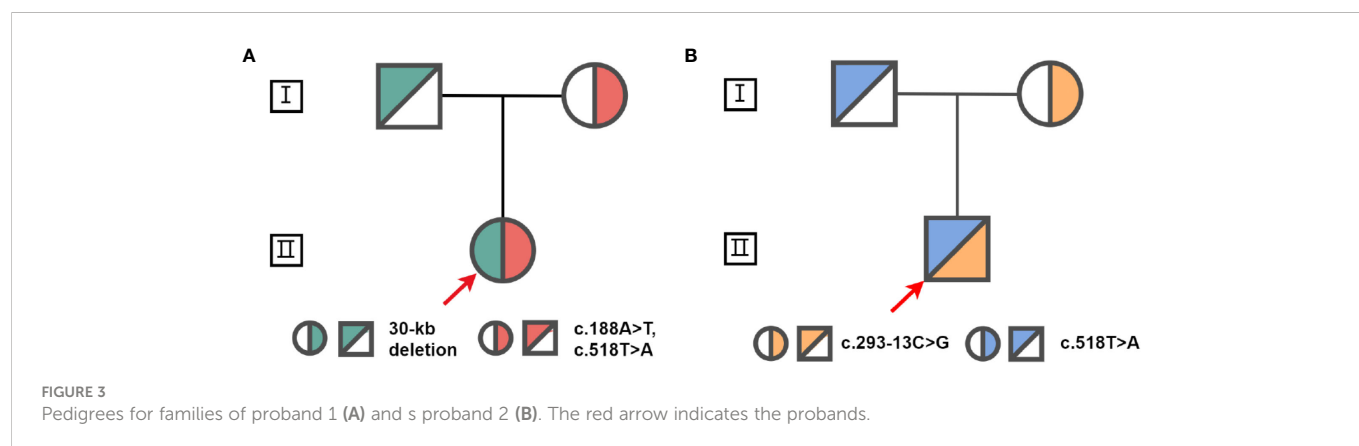 A
B
I
I
II
II
30-kb
deletion
c.188A>T,
c.518T>A
c.293-13C>G
c.518T>A
FIGURE 3
Pedigrees for families of proband 1 (A) and s proband 2 (B). The red arrow indicates the probands.